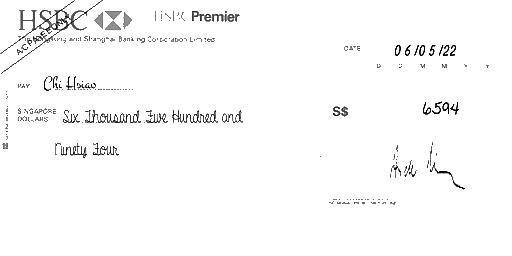 HSBC HSBC Premier
A/C PAYEE ONLY
The Hongkong and Shanghai Banking Corporation Limited
DATE 06/05/22
D D M M Y Y
PAY Chi Hsiao
SINGAPORE DOLLARS Six Thousand Five Hundred and
S$ 6594
Ninety Four